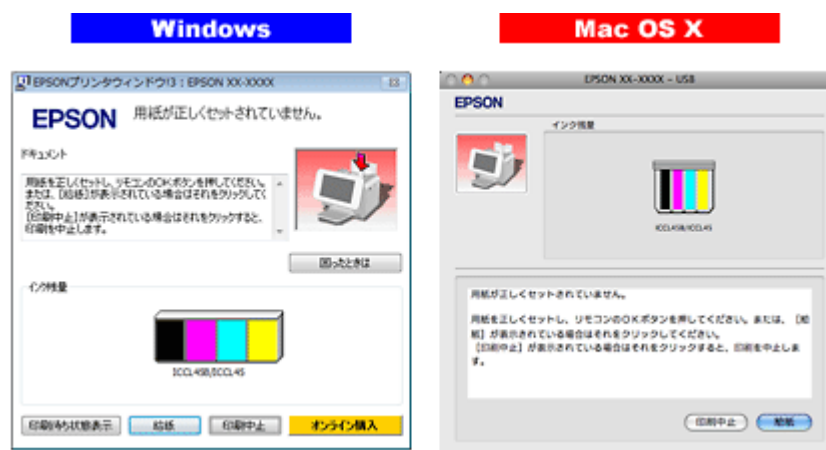 Windows
EPSONプリンタウィンドウ!3 : EPSON XX-XXXX
EPSON
用紙が正しくセットされていません。
ドキュメント
用紙を正しくセットし、リモコンのOKボタンを押してください。
または、[給紙]が表示されている場合はそれをクリックしてく
ださい。
[印刷中止]が表示されている場合はそれをクリックすると、
印刷を中止します。
困ったときは
インク残量
ICCL45B/ICCL45
印刷待ち状態表示
給紙
印刷中止
オンライン購入
Mac OS X
EPSON XX-XXXX - USB
EPSON
インク残量
ICCL45B/ICCL45
用紙が正しくセットされていません。
用紙を正しくセットし、リモコンのOKボタンを押してください。または、［給
紙］が表示されている場合はそれをクリックしてください。
［印刷中止］が表示されている場合はそれをクリックすると、印刷を中止しま
す。
印刷中止
給紙